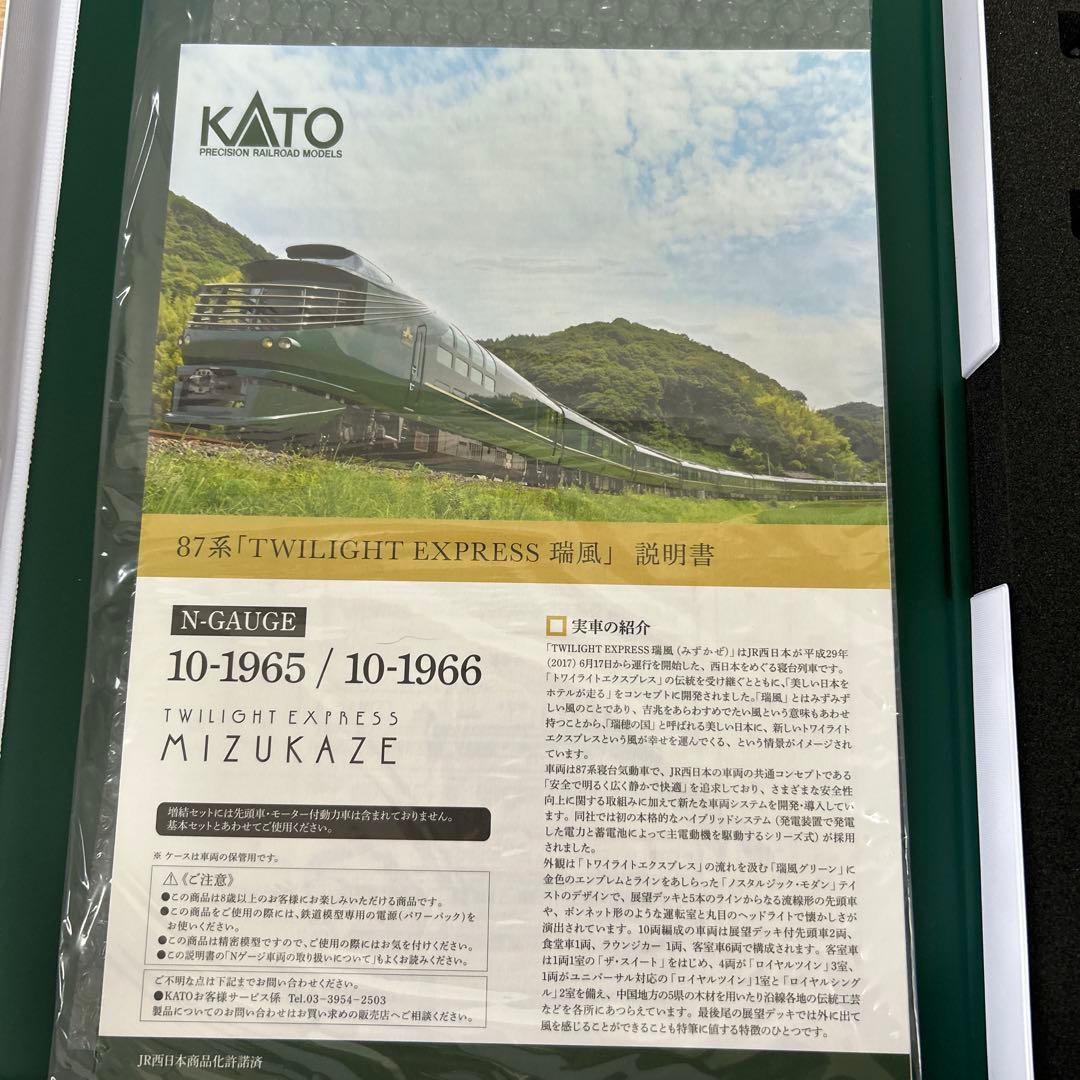 KATO
PRECISION RAILROAD MODELS
87系「TWILIGHT EXPRESS 瑞風」 説明書
N-GAUGE
10-1965 / 10-1966
TWILIGHT EXPRESS
MIZUKAZE
増結セットには先頭車・モーター付動力車は含まれておりません。
基本セットとあわせてご使用ください。
※ ケースは車両の保管用です。
⚠《ご注意》
●この商品は8歳以上のお客様にお楽しみいただける商品です。
●この商品をご使用の際には、鉄道模型専用の電源(パワーパック)を
お使いください。
●この商品は精密模型ですので、ご使用の際にはお気を付けください。
●この説明書の「Nゲージ車両の取り扱いについて」もよくお読みください。
ご不明な点は下記までお問い合わせください。
●KATOお客様サービス係 Tel.03-3954-2503
製品についてのお問い合わせはお買い求めの販売店へご相談ください。
JR西日本商品化許諾済
実車の紹介
「TWILIGHT EXPRESS 瑞風(みずかぜ)」はJR西日本が平成29年
(2017) 6月17日から運行を開始した、西日本をめぐる寝台列車です。
「トワイライトエクスプレス」の伝統を受け継ぐとともに、「美しい日本を
ホテルが走る」をコンセプトに開発されました。「瑞風」とはみずみず
しい風のことであり、吉兆をあらわすめでたい風という意味もあわせ
持つことから、「瑞穂の国」と呼ばれる美しい日本に、新しいトワイライト
エクスプレスという風が幸せを運んでくる、という情景がイメージされ
ています。
車両は87系寝台気動車で、JR西日本の車両の共通コンセプトである
「安全で明るく広く静かで快適」を追求しており、さまざまな安全性
向上に関する取組みに加えて新たな車両システムを開発・導入してい
ます。同社では初の本格的なハイブリッドシステム(発電装置で発電
した電力と蓄電池によって主電動機を駆動するシリーズ式)が採用
されました。
外観は「トワイライトエクスプレス」の流れを汲む「瑞風グリーン」に
金色のエンブレムとラインをあしらった「ノスタルジック・モダン」テイ
ストのデザインで、展望デッキと5本のラインからなる流線形の先頭車
や、ボンネット形のような運転室と丸目のヘッドライトで懐かしさが
演出されています。10両編成の車両は展望デッキ付先頭車2両、
食堂車1両、ラウンジカー 1両、客室車6両で構成されます。客室車
は1両1室の「ザ・スイート」をはじめ、4両が「ロイヤルツイン」3室、
1両がユニバーサル対応の「ロイヤルツイン」1室と「ロイヤルシング
ル」2室を備え、中国地方の5県の木材を用いたり沿線各地の伝統工芸
などを各所にあつらえています。最後尾の展望デッキでは外に出て
風を感じることができることも特筆に値する特徴のひとつです。